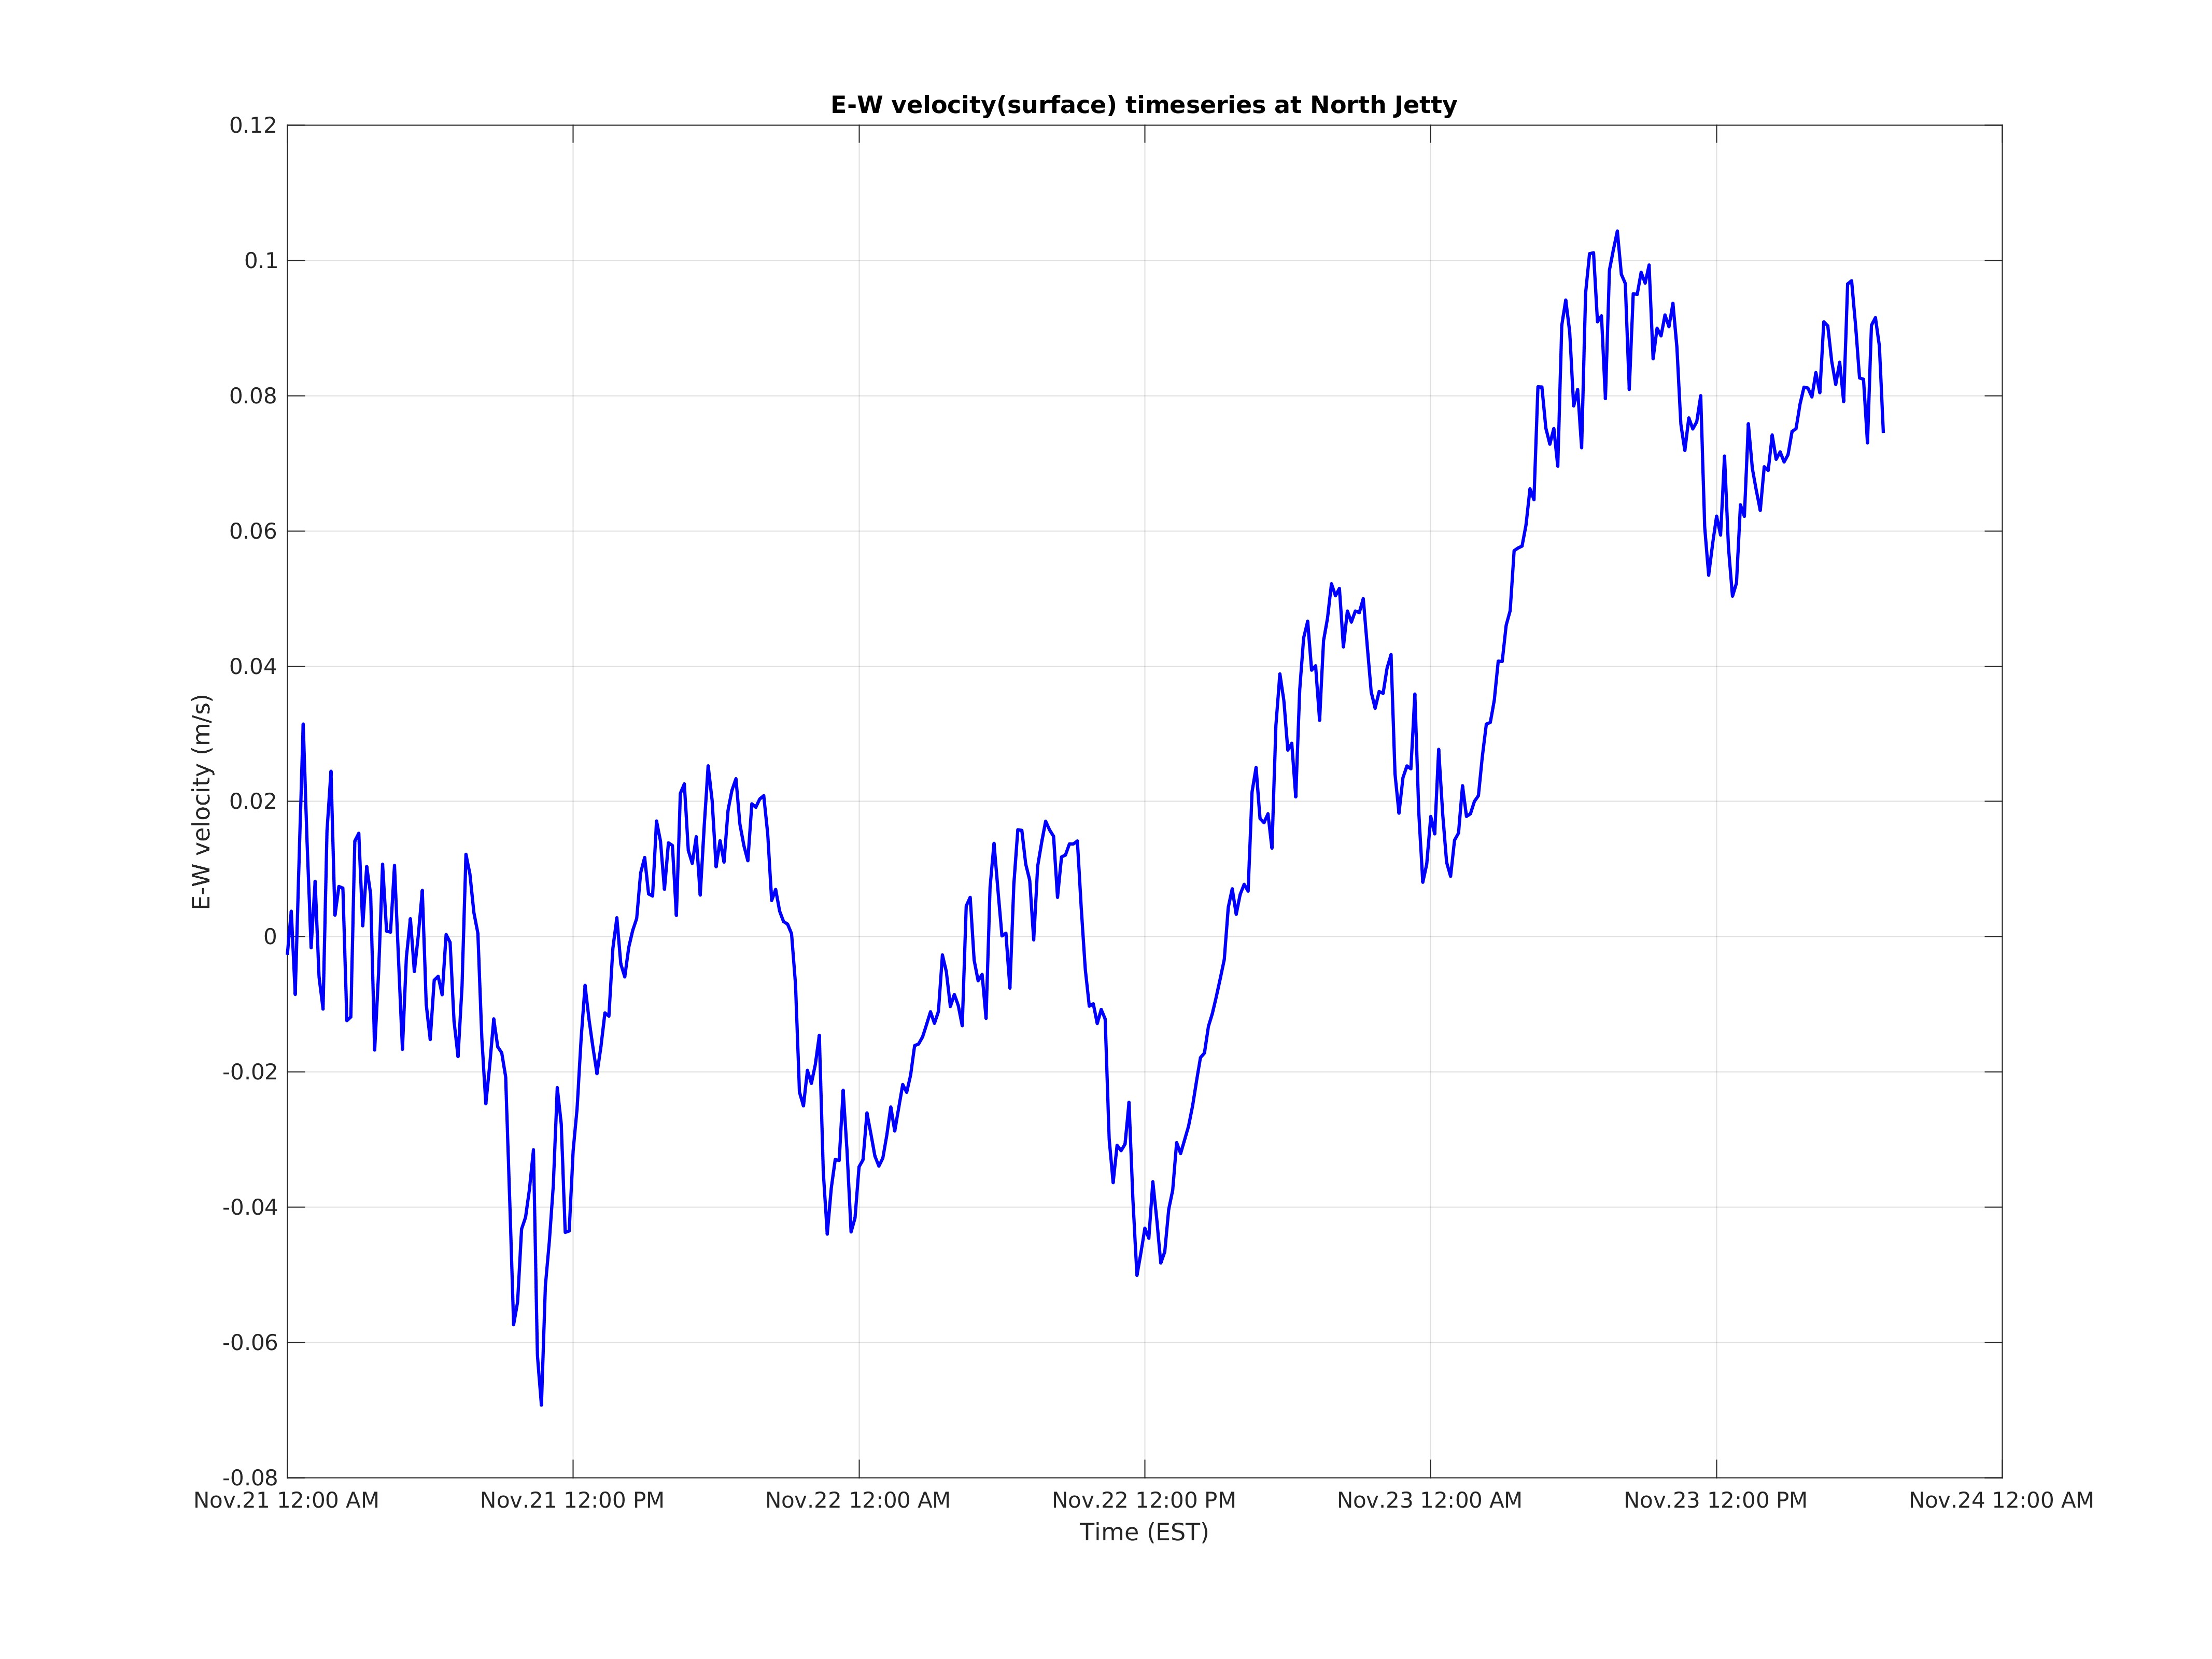 E-W velocity(surface) timeseries at North Jetty
0.12
0.1
0.08
0.06
0.04
0.02
0
-0.02
-0.04
-0.06
-0.08
E-W velocity (m/s)
Nov.21 12:00 AM
Nov.21 12:00 PM
Nov.22 12:00 AM
Nov.22 12:00 PM
Nov.23 12:00 AM
Nov.23 12:00 PM
Nov.24 12:00 AM
Time (EST)